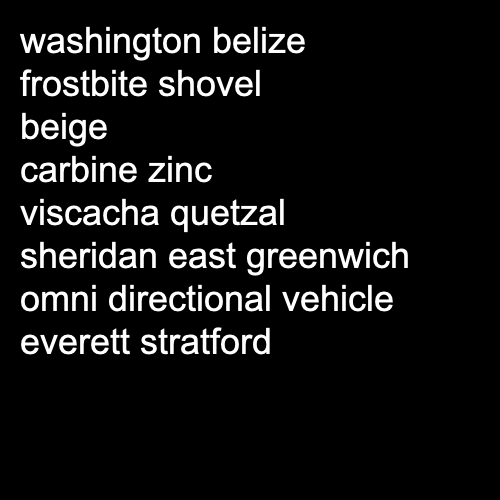 washington belize
frostbite shovel
beige
carbine zinc
viscacha quetzal
sheridan east greenwich
omni directional vehicle
everett stratford